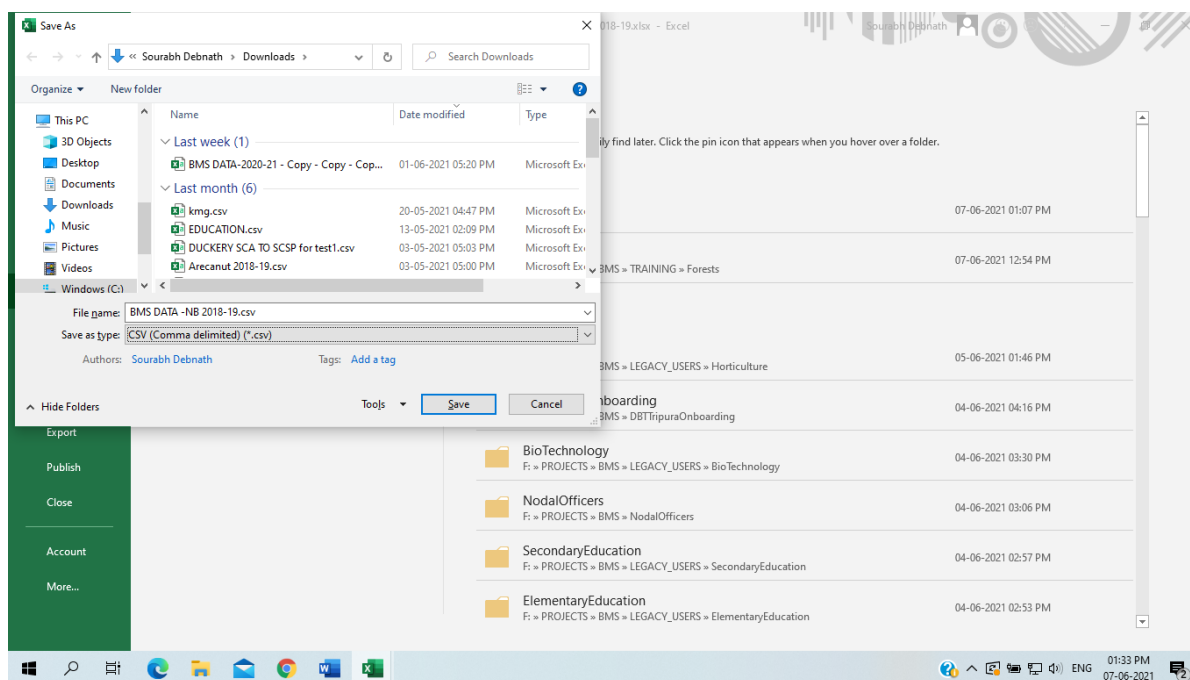 Save As
018-19.xlsx - Excel
Sourabh Debnath
« Sourabh Debnath › Downloads ›
Search Downloads
Organize
New folder
This PC
3D Objects
Desktop
Documents
Downloads
Music
Pictures
Videos
Windows (C:)
Name Date modified Type
Last week (1)
BMS DATA-2020-21 - Copy - Copy - Cop... 01-06-2021 05:20 PM Microsoft Ex
Last month (6)
kmg.csv 20-05-2021 04:47 PM Microsoft Ex
EDUCATION.csv 13-05-2021 02:09 PM Microsoft Ex
DUCKERY SCA TO SCSP for test1.csv 03-05-2021 05:03 PM Microsoft Ex
Arecanut 2018-19.csv 03-05-2021 05:00 PM Microsoft Ex
File name: BMS DATA -NB 2018-19.csv
Save as type: CSV (Comma delimited) (*.csv)
Authors: Sourabh Debnath Tags: Add a tag
Hide Folders
Tools Save Cancel
ily find later. Click the pin icon that appears when you hover over a folder.
07-06-2021 01:07 PM
BMS » TRAINING » Forests 07-06-2021 12:54 PM
BMS » LEGACY_USERS » Horticulture 05-06-2021 01:46 PM
nboarding
BMS » DBTTripuraOnboarding 04-06-2021 04:16 PM
BioTechnology
F: » PROJECTS » BMS » LEGACY_USERS » BioTechnology 04-06-2021 03:30 PM
NodalOfficers
F: » PROJECTS » BMS » NodalOfficers 04-06-2021 03:06 PM
SecondaryEducation
F: » PROJECTS » BMS » LEGACY_USERS » SecondaryEducation 04-06-2021 02:57 PM
ElementaryEducation
F: » PROJECTS » BMS » LEGACY_USERS » ElementaryEducation 04-06-2021 02:53 PM
Export
Publish
Close
Account
More...
ENG
01:33 PM
07-06-2021
2